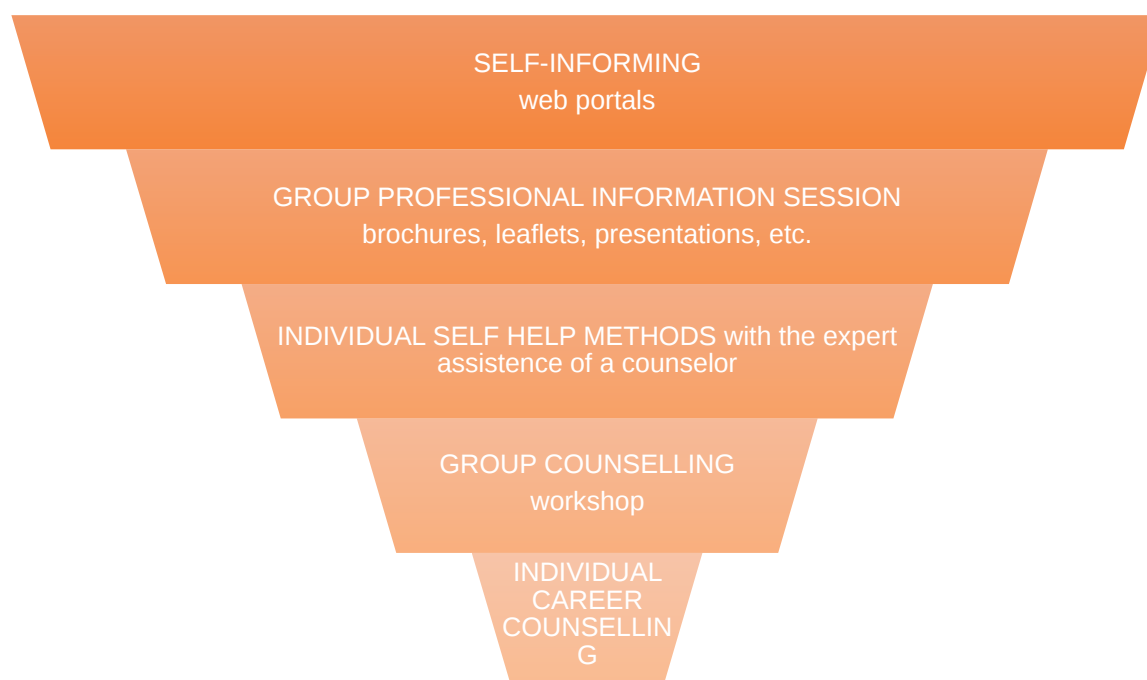 SELF-INFORMING
web portals
GROUP PROFESSIONAL INFORMATION SESSION
brochures, leaflets, presentations, etc.
INDIVIDUAL SELF HELP METHODS with the expert
assistence of a counselor
GROUP COUNSELLING
workshop
INDIVIDUAL
CAREER
COUNSELLIN
G